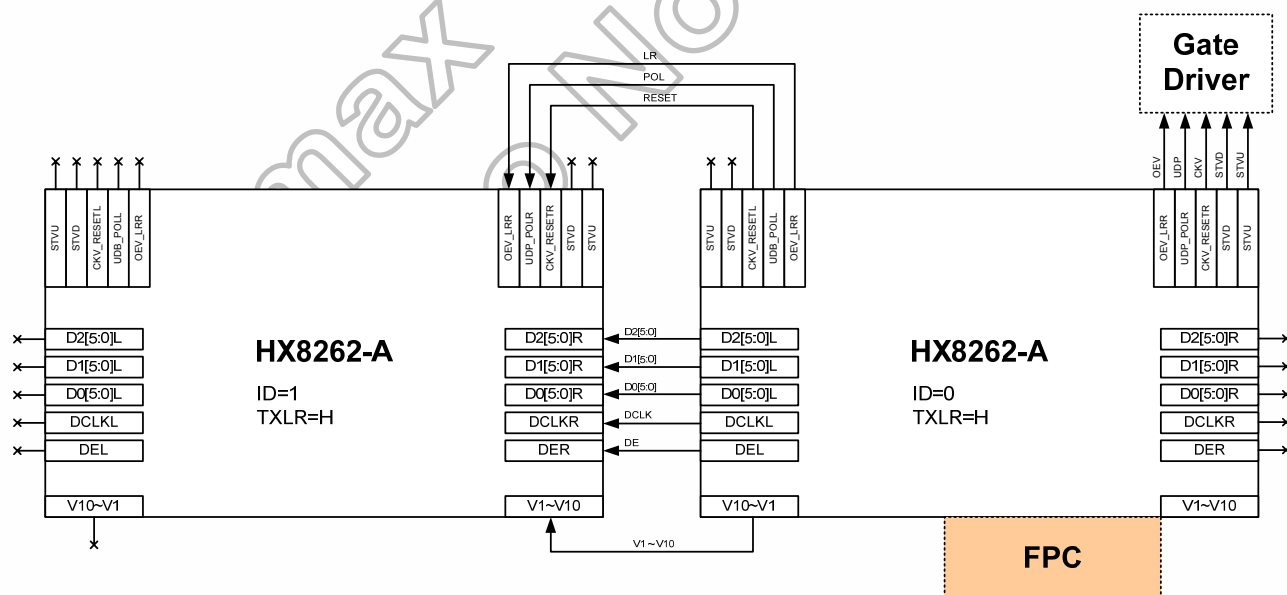 Gate
Driver
LR
POL
RESET
OEV
UDP
CKV
STVD
STVU
STVU
STVD
CKV_RESETL
UDB_POLL
OEV_LRR
OEV_LRR
UDP_POLR
CKV_RESETR
STVD
STVU
STVU
STVD
CKV_RESETL
UDB_POLL
OEV_LRR
OEV_LRR
UDP_POLR
CKV_RESETR
STVD
STVU
D2[5:0]L
D1[5:0]L
D0[5:0]L
DCLKL
DEL
V10~V1
HX8262-A
ID=1
TXLR=H
D2[5:0]R
D1[5:0]R
D0[5:0]R
DCLKR
DER
V1~V10
D2[5:0]
D1[5:0]
D0[5:0]
DCLK
DE
V1~V10
D2[5:0]L
D1[5:0]L
D0[5:0]L
DCLKL
DEL
V10~V1
HX8262-A
ID=0
TXLR=H
D2[5:0]R
D1[5:0]R
D0[5:0]R
DCLKR
DER
V1~V10
FPC
max
No